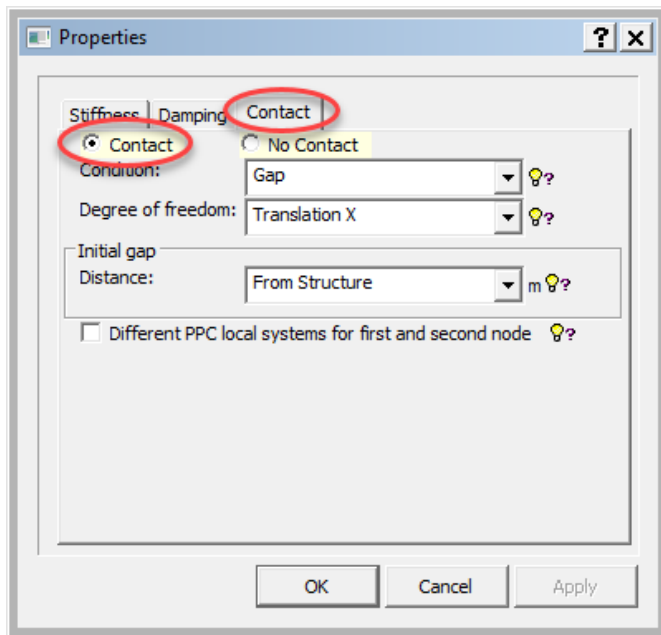 Properties
Stiffness Damping Contact
Contact No Contact
Condition: Gap
Degree of freedom: Translation X
Initial gap
Distance: From Structure m
Different PPC local systems for first and second node
OK Cancel Apply